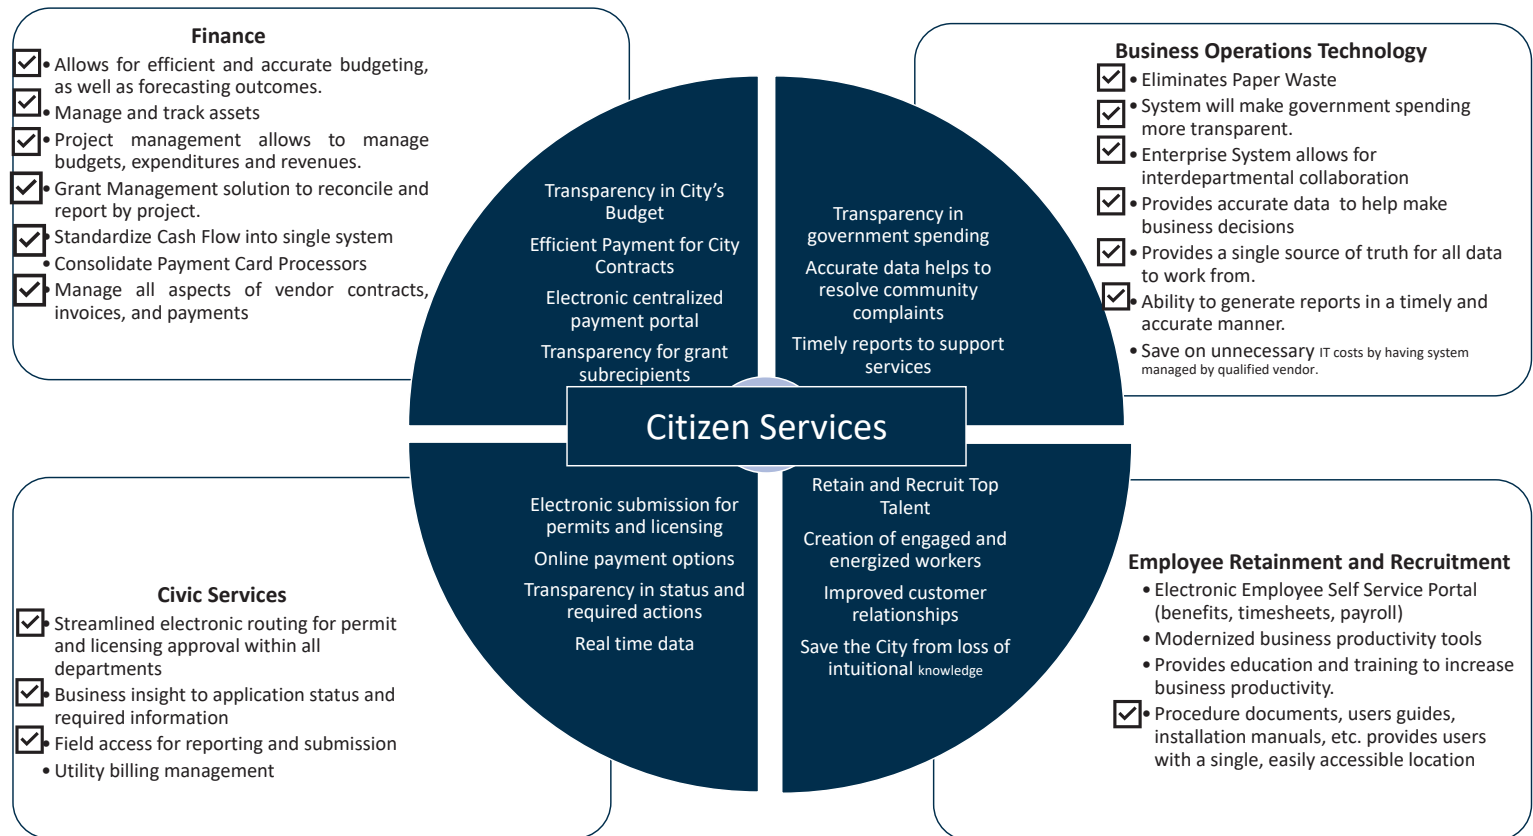 Finance
• Allows for efficient and accurate budgeting,
as well as forecasting outcomes.
• Manage and track assets
• Project management allows to manage
budgets, expenditures and revenues.
• Grant Management solution to reconcile and
report by project.
• Standardize Cash Flow into single system
• Consolidate Payment Card Processors
• Manage all aspects of vendor contracts,
invoices, and payments
Business Operations Technology
• Eliminates Paper Waste
• System will make government spending
more transparent.
• Enterprise System allows for
interdepartmental collaboration
• Provides accurate data to help make
business decisions
• Provides a single source of truth for all data
to work from.
• Ability to generate reports in a timely and
accurate manner.
• Save on unnecessary IT costs by having system
managed by qualified vendor.
Transparency in City’s
Budget
Efficient Payment for City
Contracts
Electronic centralized
payment portal
Transparency for grant
subrecipients
Transparency in
government spending
Accurate data helps to
resolve community
complaints
Timely reports to support
services
Citizen Services
Electronic submission for
permits and licensing
Online payment options
Transparency in status and
required actions
Real time data
Retain and Recruit Top
Talent
Creation of engaged and
energized workers
Improved customer
relationships
Save the City from loss of
intuitional knowledge
Civic Services
• Streamlined electronic routing for permit
and licensing approval within all
departments
• Business insight to application status and
required information
• Field access for reporting and submission
• Utility billing management
Employee Retainment and Recruitment
• Electronic Employee Self Service Portal
(benefits, timesheets, payroll)
• Modernized business productivity tools
• Provides education and training to increase
business productivity.
• Procedure documents, users guides,
installation manuals, etc. provides users
with a single, easily accessible location